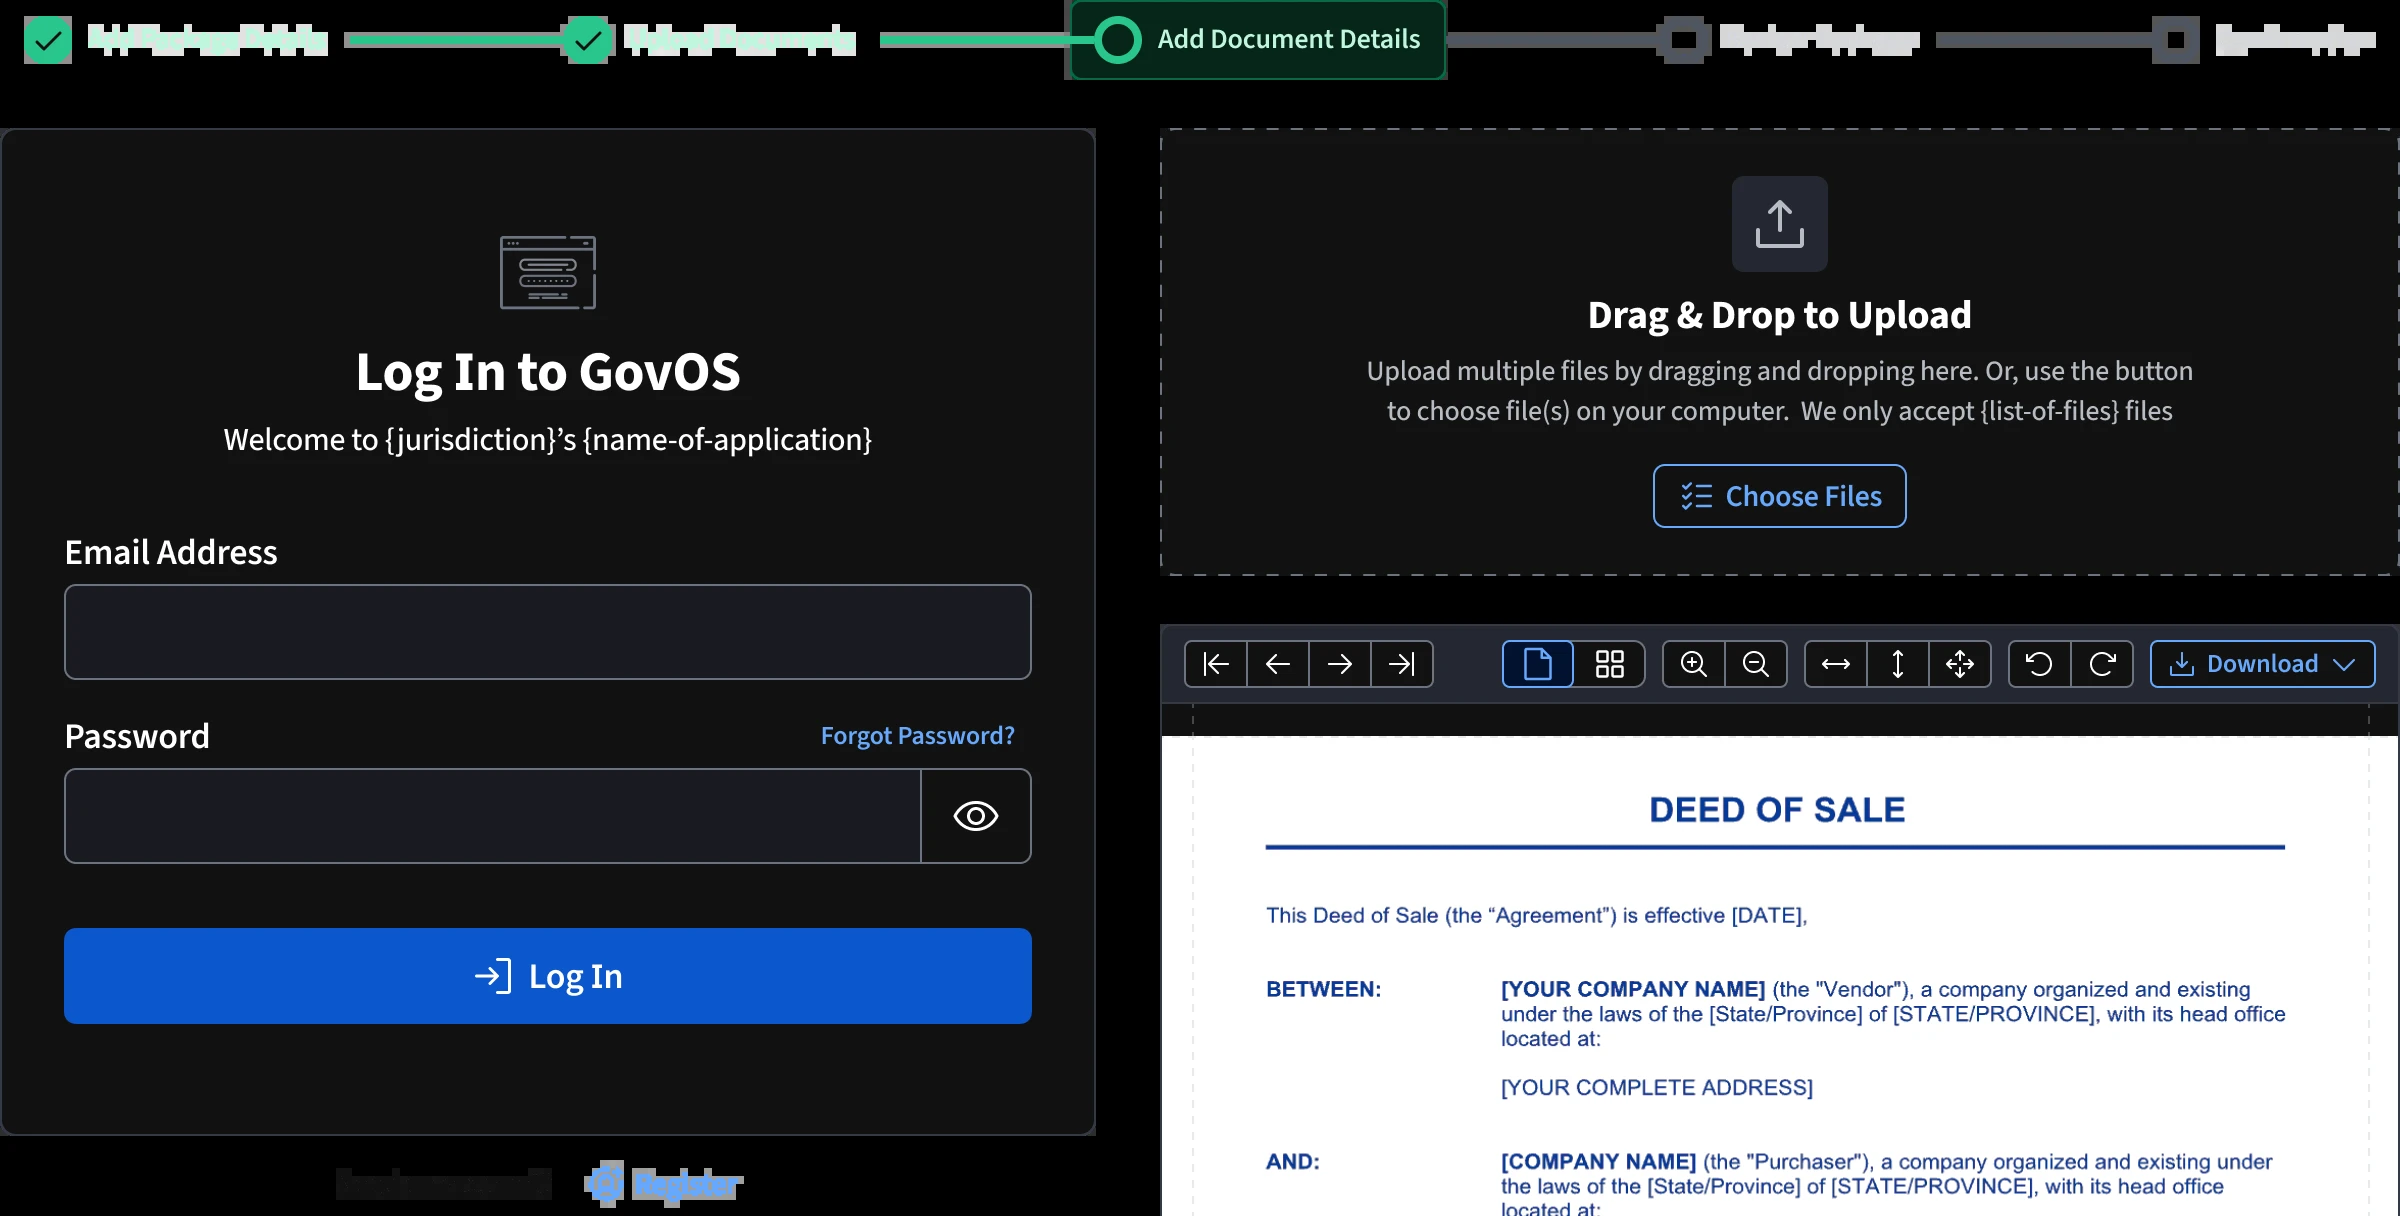 Add Package Details
Upload Documents
Add Document Details
Log In to GovOS
Welcome to {jurisdiction}’s {name-of-application}
Email Address
Password
Forgot Password?
Log In
Register
Drag & Drop to Upload
Upload multiple files by dragging and dropping here. Or, use the button
to choose file(s) on your computer.  We only accept {list-of-files} files
Choose Files
Download
DEED OF SALE
This Deed of Sale (the “Agreement”) is effective [DATE],
BETWEEN:
[YOUR COMPANY NAME] (the "Vendor"), a company organized and existing
under the laws of the [State/Province] of [STATE/PROVINCE], with its head office
located at:
[YOUR COMPLETE ADDRESS]
AND:
[COMPANY NAME] (the "Purchaser"), a company organized and existing under
the laws of the [State/Province] of [STATE/PROVINCE], with its head office
located at: